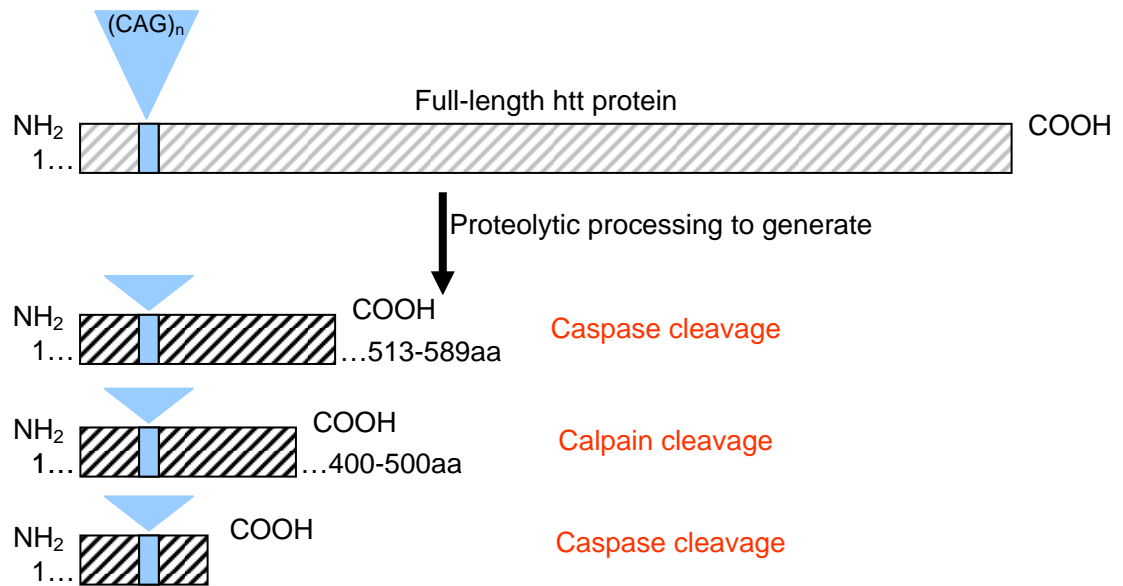 (CAG)n
Full-length htt protein
NH2
COOH
1…
Proteolytic processing to generate
NH2
COOH
1…
…513-589aa
Caspase cleavage
NH2
COOH
1…
…400-500aa
Calpain cleavage
NH2
COOH
1…
Caspase cleavage